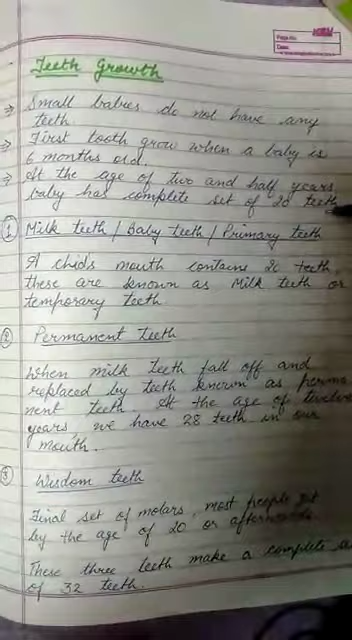 Page No.
Date
Teeth Growth
→ Small babies do not have any
teeth.
→ First tooth grow when a baby is
6 months old.
→ At the age of two and half years,
baby has complete set of 20 teeth
① Milk teeth / Baby teeth / Primary teeth
A chids mouth contains 20 teeth,
these are known as Milk teeth or
temporary teeth
② Permanent teeth
When milk teeth fall off and
replaced by teeth known as perma
nent teeth. At the age of twelve
years, we have 28 teeth in our
mouth.
③ Wisdom teeth
Final set of molars, most people get
by the age of 20 or afterwards
These three teeth make a complete
of 32 teeth.